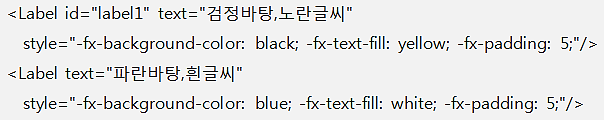 <Label id="label1" text="검정바탕,노란글씨"
style="-fx-background-color: black; -fx-text-fill: yellow; -fx-padding: 5;"/>
<Label text="파란바탕,흰글씨"
style="-fx-background-color: blue; -fx-text-fill: white; -fx-padding: 5;"/>